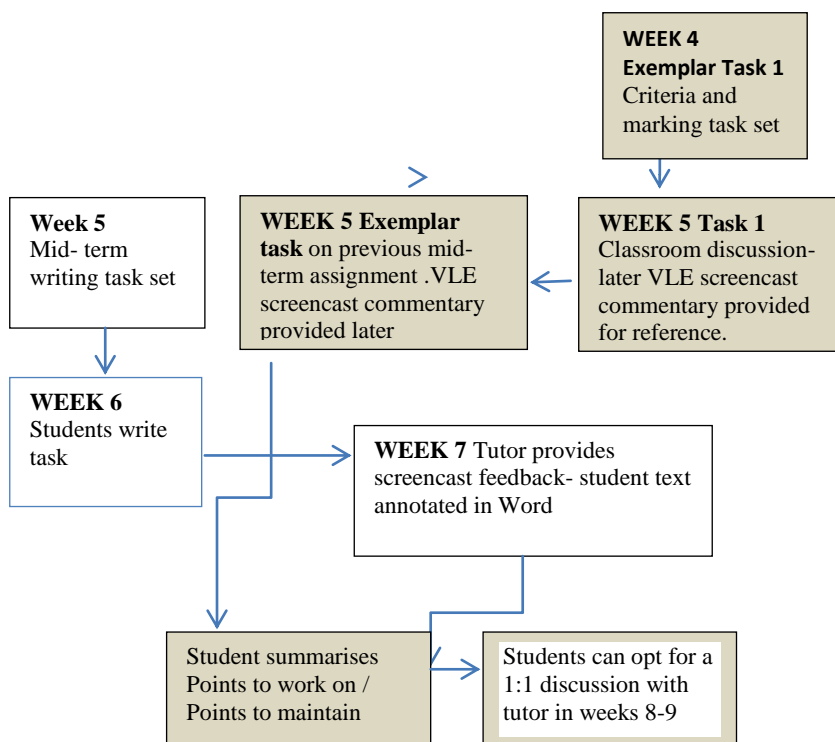 WEEK 4
Exemplar Task 1
Criteria and
marking task set
Week 5
Mid- term
writing task set
WEEK 5 Exemplar
task on previous mid-
term assignment .VLE
screencast commentary
provided later
WEEK 5 Task 1
Classroom discussion-
later VLE screencast
commentary provided
for reference.
WEEK 6
Students write
task
WEEK 7 Tutor provides
screencast feedback- student text
annotated in Word
Student summarises
Points to work on /
Points to maintain
Students can opt for a
1:1 discussion with
tutor in weeks 8-9